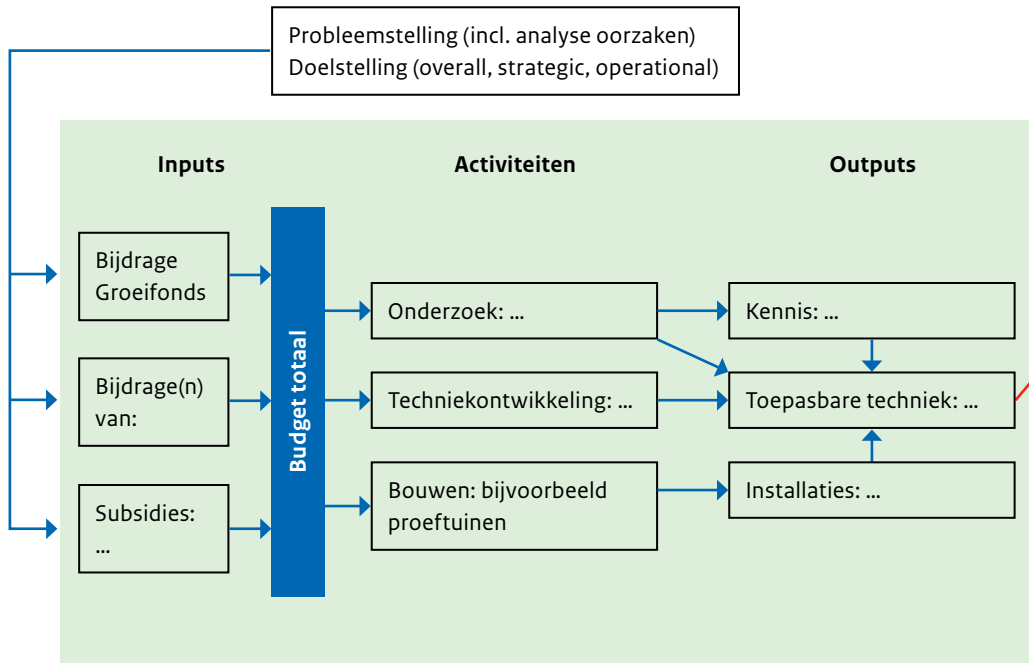 Probleemstelling (incl. analyse oorzaken)
Doelstelling (overall, strategic, operational)
Inputs
Activiteiten
Outputs
Bijdrage
Groeifonds
Bijdrage(n)
van:
Subsidies:
...
Budget totaal
Onderzoek: ...
Techniekontwikkeling: ...
Bouwen: bijvoorbeeld
proeftuinen
Kennis: ...
Toepasbare techniek: ...
Installaties: ...